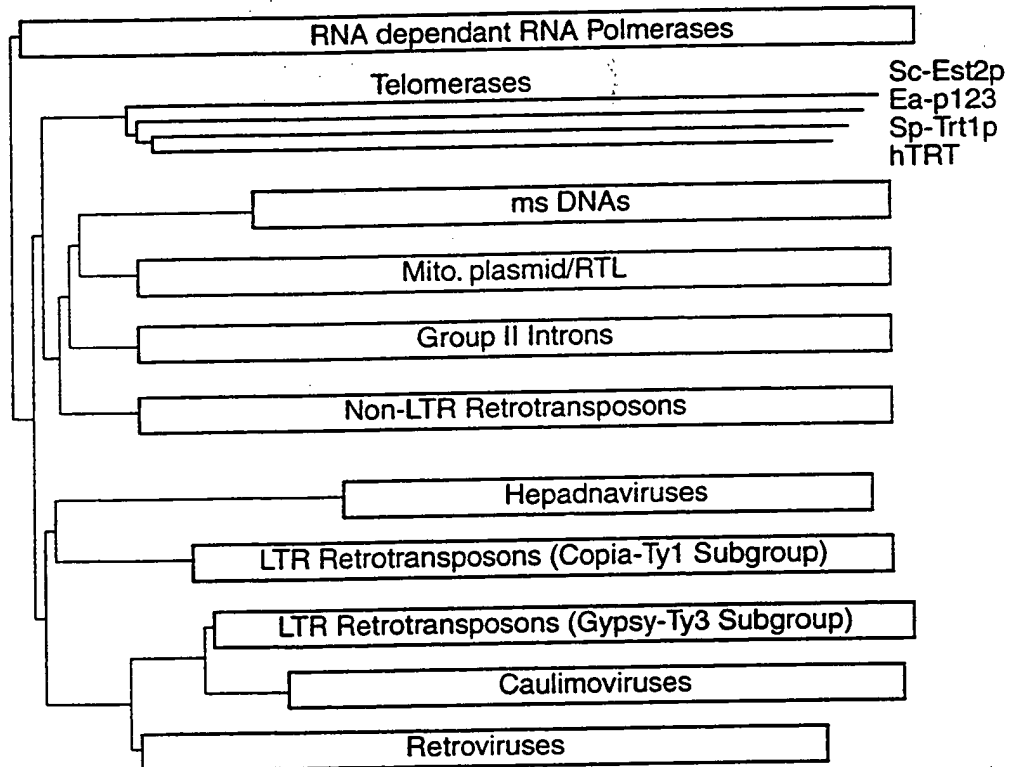 RNA dependant RNA Polmerases
Telomerases
Sc-Est2p
Ea-p123
Sp-Trt1p
hTRT
ms DNAs
Mito. plasmid/RTL
Group II Introns
Non-LTR Retrotransposons
Hepadnaviruses
LTR Retrotransposons (Copia-Ty1 Subgroup)
LTR Retrotransposons (Gypsy-Ty3 Subgroup)
Caulimoviruses
Retroviruses